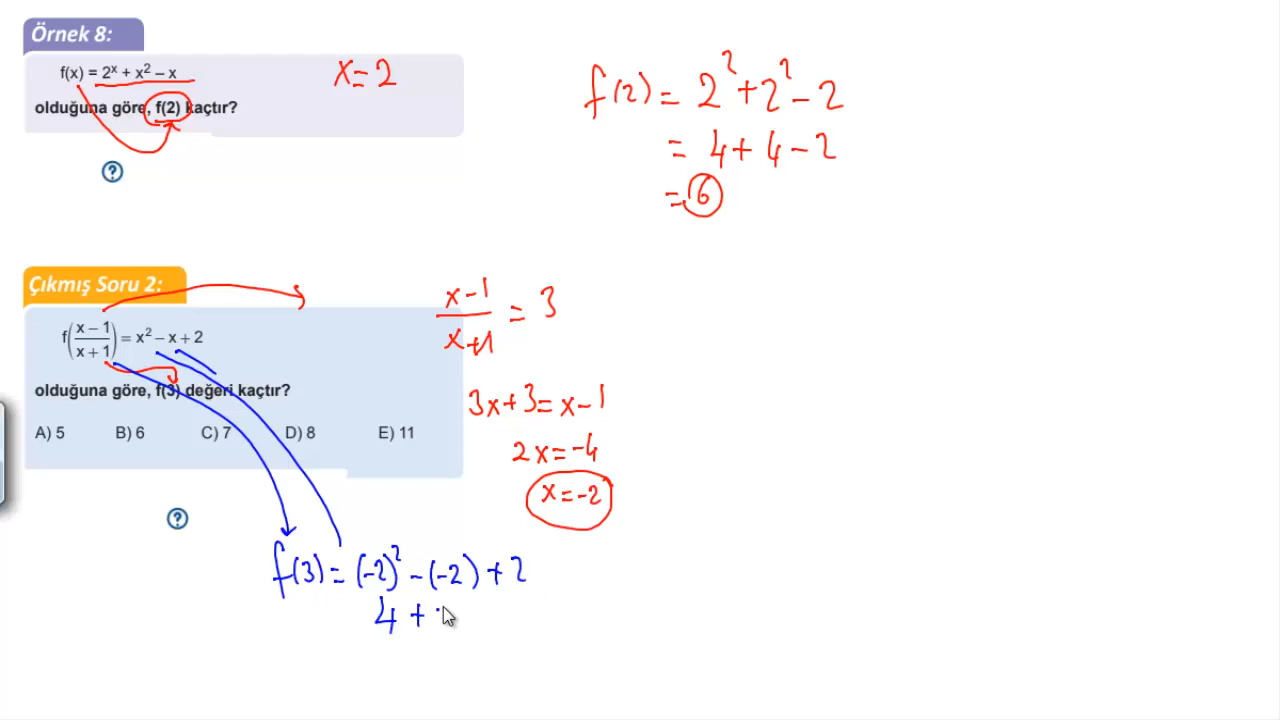 Örnek 8:
f(x) = 2ˣ + x² – x
x = 2
olduğuna göre, f(2) kaçtır?
f(2) = 2² + 2² – 2
= 4 + 4 – 2
= 6
Çıkmış Soru 2:
f((x – 1)/(x + 1)) = x² – x + 2
olduğuna göre, f(3) değeri kaçtır?
A) 5 B) 6 C) 7 D) 8 E) 11
(x – 1)/(x + 1) = 3
3x + 3 = x – 1
2x = –4
x = –2
f(3) = (–2)² – (–2) + 2
4 +